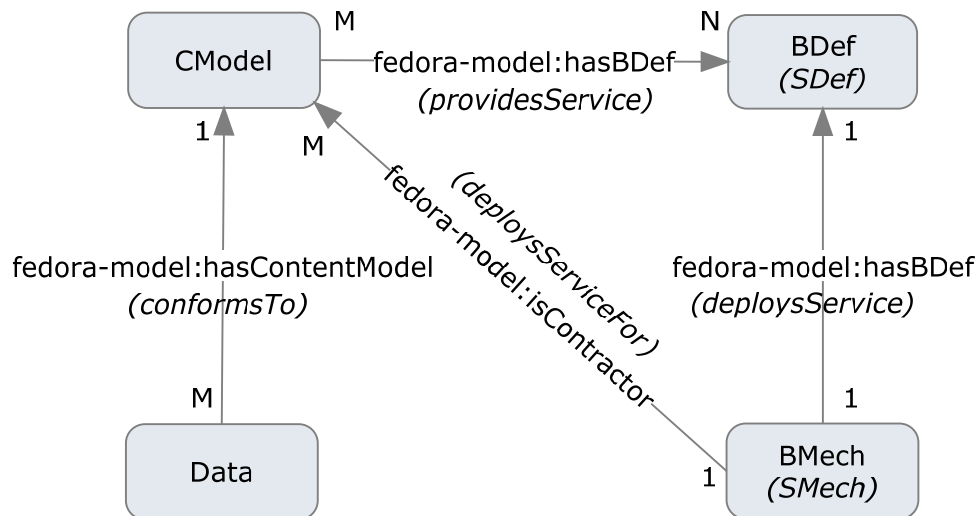 M
N
CModel
fedora-model:hasBDef
(providesService)
BDef
(SDef)
1
M
1
(deploysServiceFor)
fedora-model:isContractor
fedora-model:hasContentModel
(conformsTo)
fedora-model:hasBDef
(deploysService)
M
1
Data
1
BMech
(SMech)